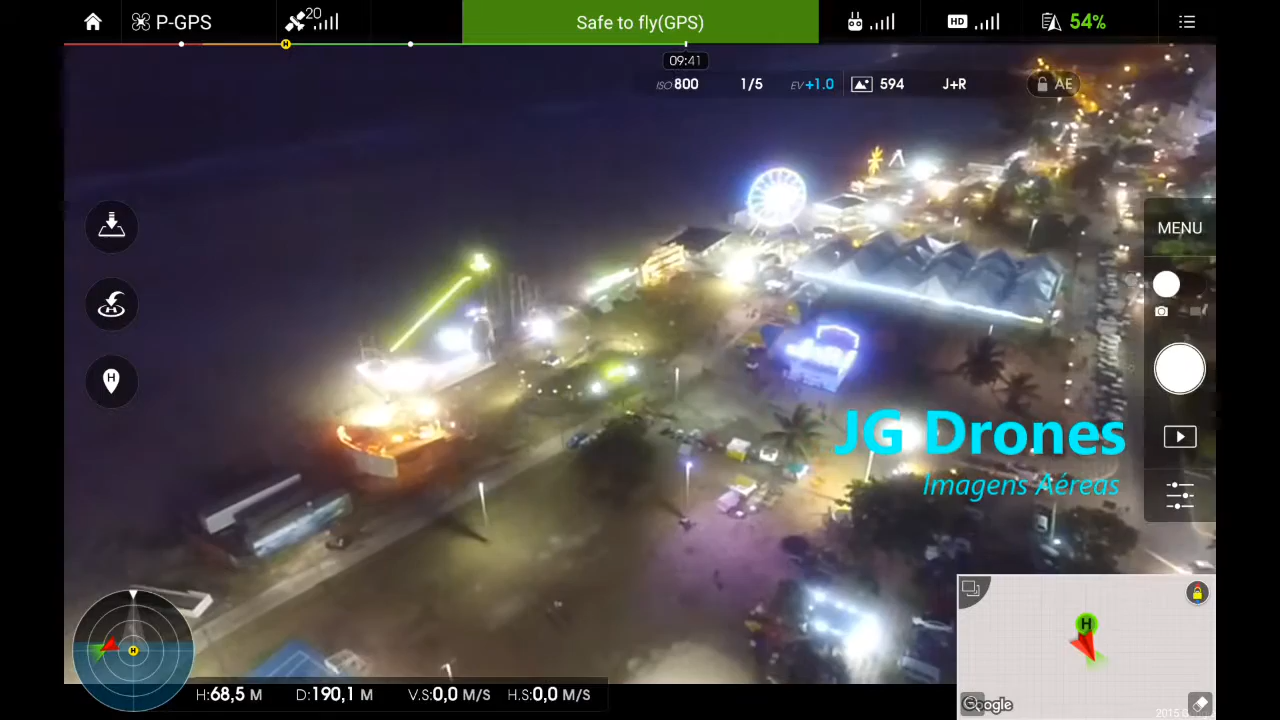 P-GPS
20
Safe to fly(GPS)
HD
54%
H
09:41
ISO 800
1/5
EV +1.0
594
J+R
AE
MENU
H
JG Drones
Imagens Aéreas
H
H
H:68,5 M
D:190,1 M
V.S:0,0 M/S
H.S:0,0 M/S
Google